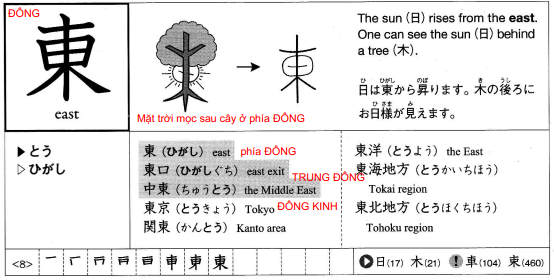 ĐÔNG
東
east
Mặt trời mọc sau cây ở phía ĐÔNG
東
The sun (日) rises from the east.
One can see the sun (日) behind
a tree (木).
日は東から昇ります。木の後ろに
お日様が見えます。
▶とう
▷ひがし
東（ひがし）east phía ĐÔNG
東口（ひがしぐち）east exit
TRUNG ĐÔNG
中東（ちゅうとう）the Middle East
東京（とうきょう）Tokyo ĐÔNG KINH
関東（かんとう）Kanto area
東洋（とうよう）the East
東海地方（とうかいちほう）
Tokai region
東北地方（とうほくちほう）
Tohoku region
<8> 一 厂 冂 日 亘 車 東 東
日(17) 木(21) 車(104) 束(460)